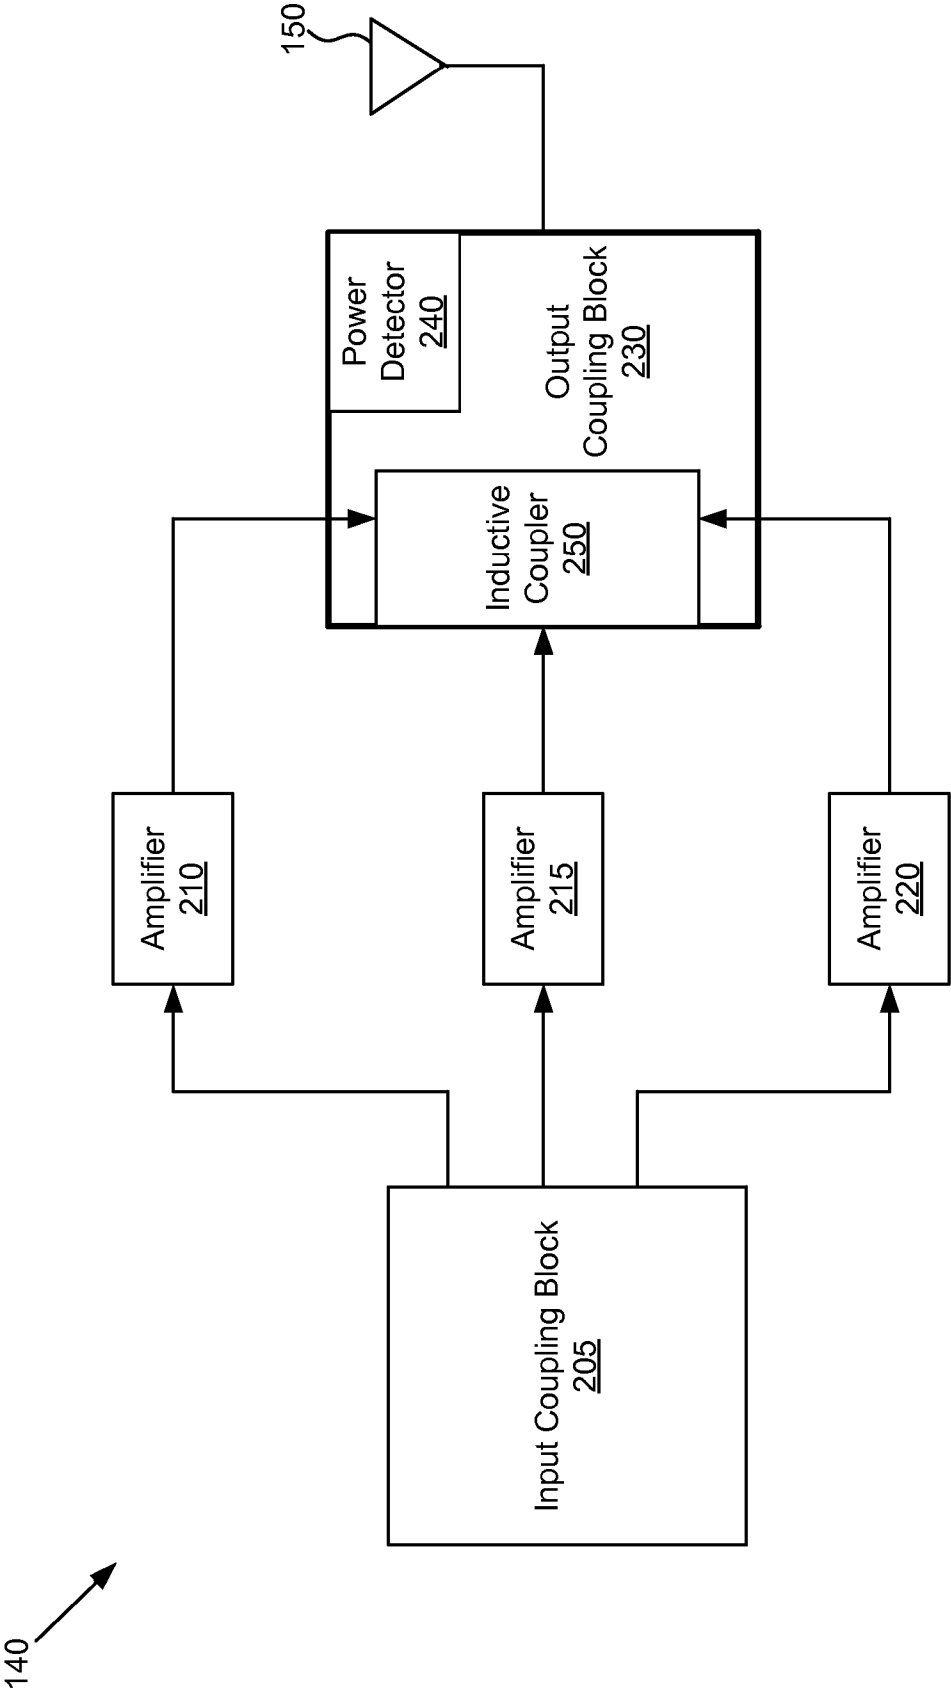 140
150
Input Coupling Block
205
Amplifier
210
Amplifier
215
Amplifier
220
Inductive
Coupler
250
Power
Detector
240
Output
Coupling Block
230